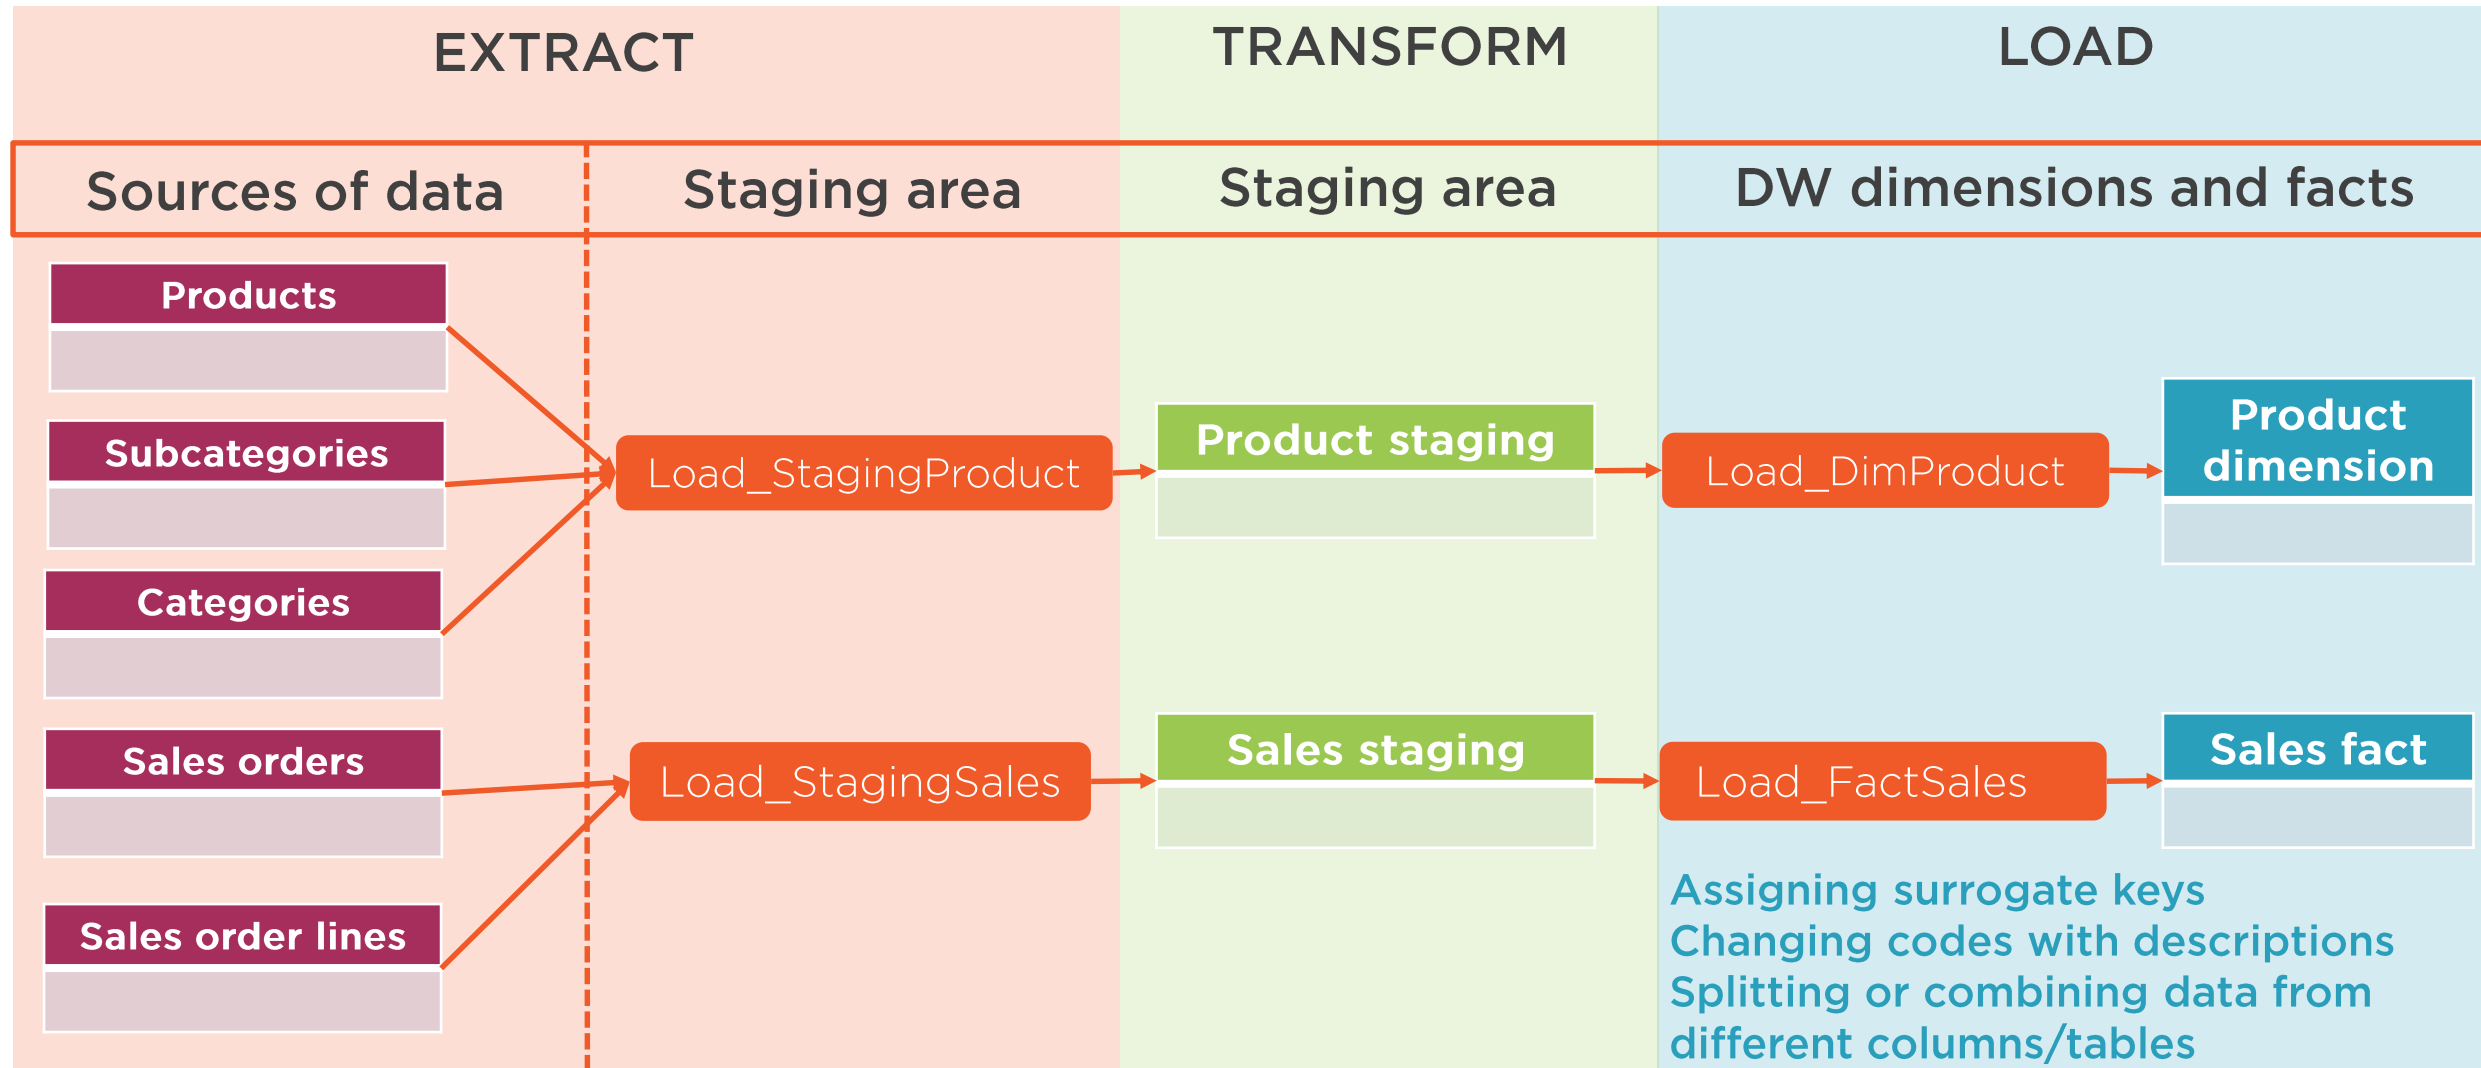 EXTRACT
TRANSFORM
LOAD
Sources of data
Staging area
Staging area
DW dimensions and facts
Products
Subcategories
Categories
Sales orders
Sales order lines
Load_StagingProduct
Load_StagingSales
Product staging
Sales staging
Load_DimProduct
Load_FactSales
Product
dimension
Sales fact
Assigning surrogate keys
Changing codes with descriptions
Splitting or combining data from
different columns/tables